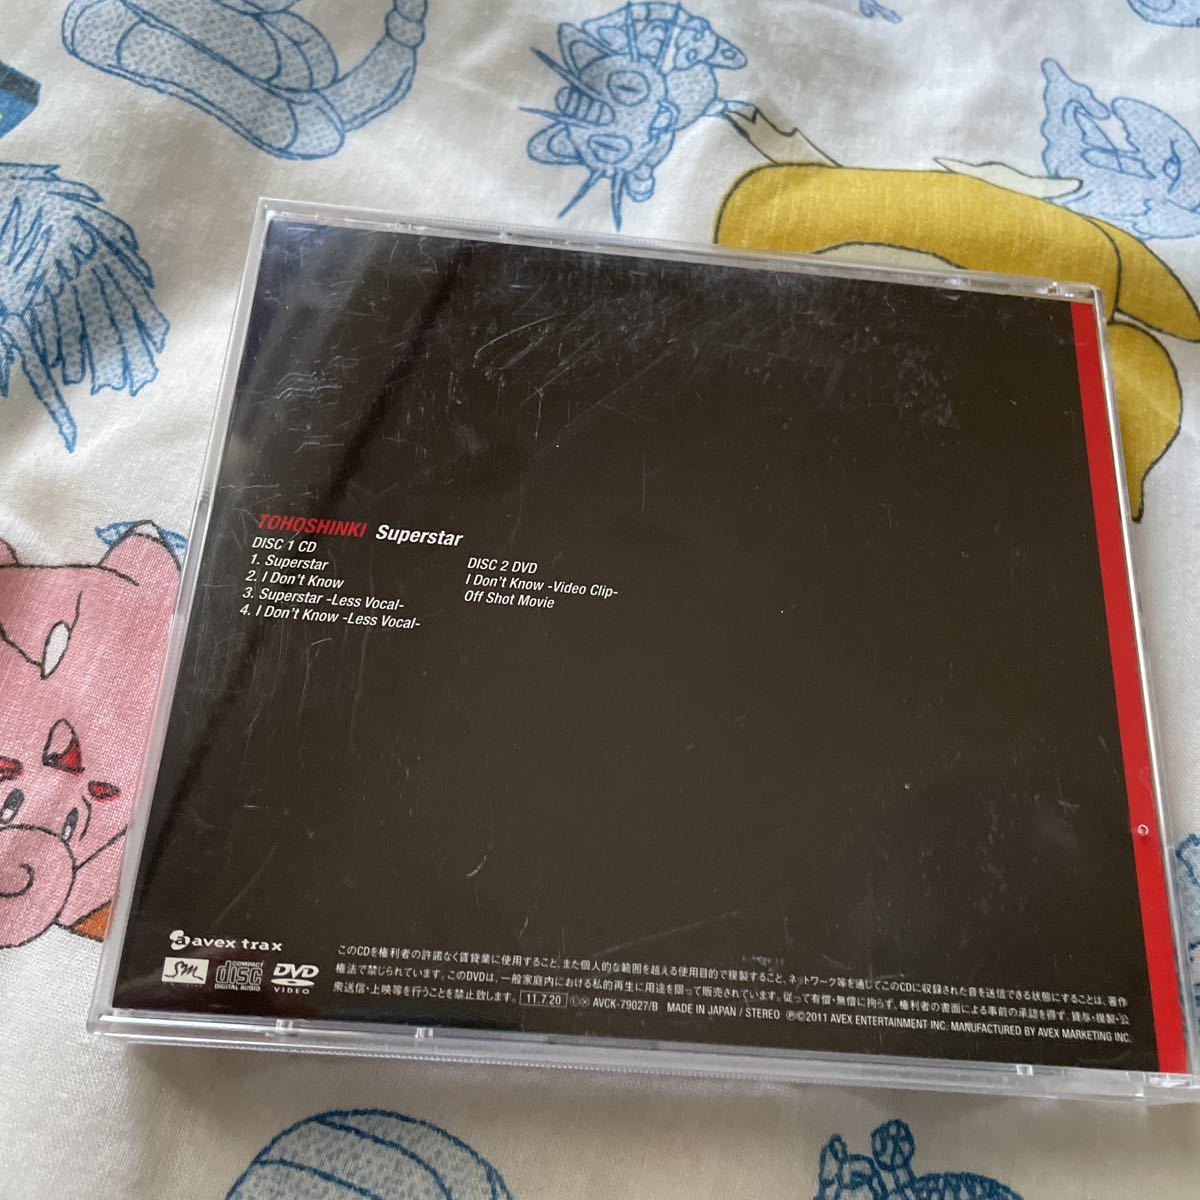 TOHOSHINKI Superstar
DISC 1 CD
1. Superstar
2. I Don't Know
3. Superstar -Less Vocal-
4. I Don't Know -Less Vocal-
DISC 2 DVD
I Don't Know -Video Clip-
Off Shot Movie
avex trax
COMPACT
disc
DIGITAL AUDIO
DVD
VIDEO
このCDを権利者の許諾なく賃貸業に使用すること、また個人的な範囲を越える使用目的で複製すること、ネットワーク等を通してこのCDに収録された音を送信できる状態にすることは、著作
権法で禁じられています。このDVDは、一般家庭内における私的再生に用途を限って販売されています。従って有償・無償に拘らず、権利者の書面による事前の承認を得ず、貸与・複製・公
衆送信・上映等を行うことを禁止致します。 11.7.20 AVCK-79027/B MADE IN JAPAN / STEREO ℗©2011 AVEX ENTERTAINMENT INC. MANUFACTURED BY AVEX MARKETING INC.